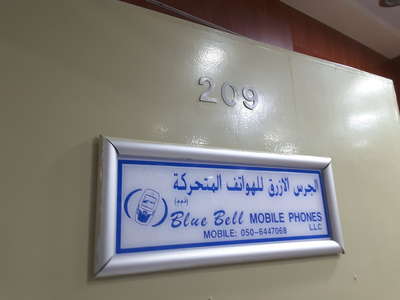 209
الجرس الازرق للهواتف المتحركة
(ذ.م.م)
Blue Bell MOBILE PHONES
LLC
MOBILE: 050-6447068